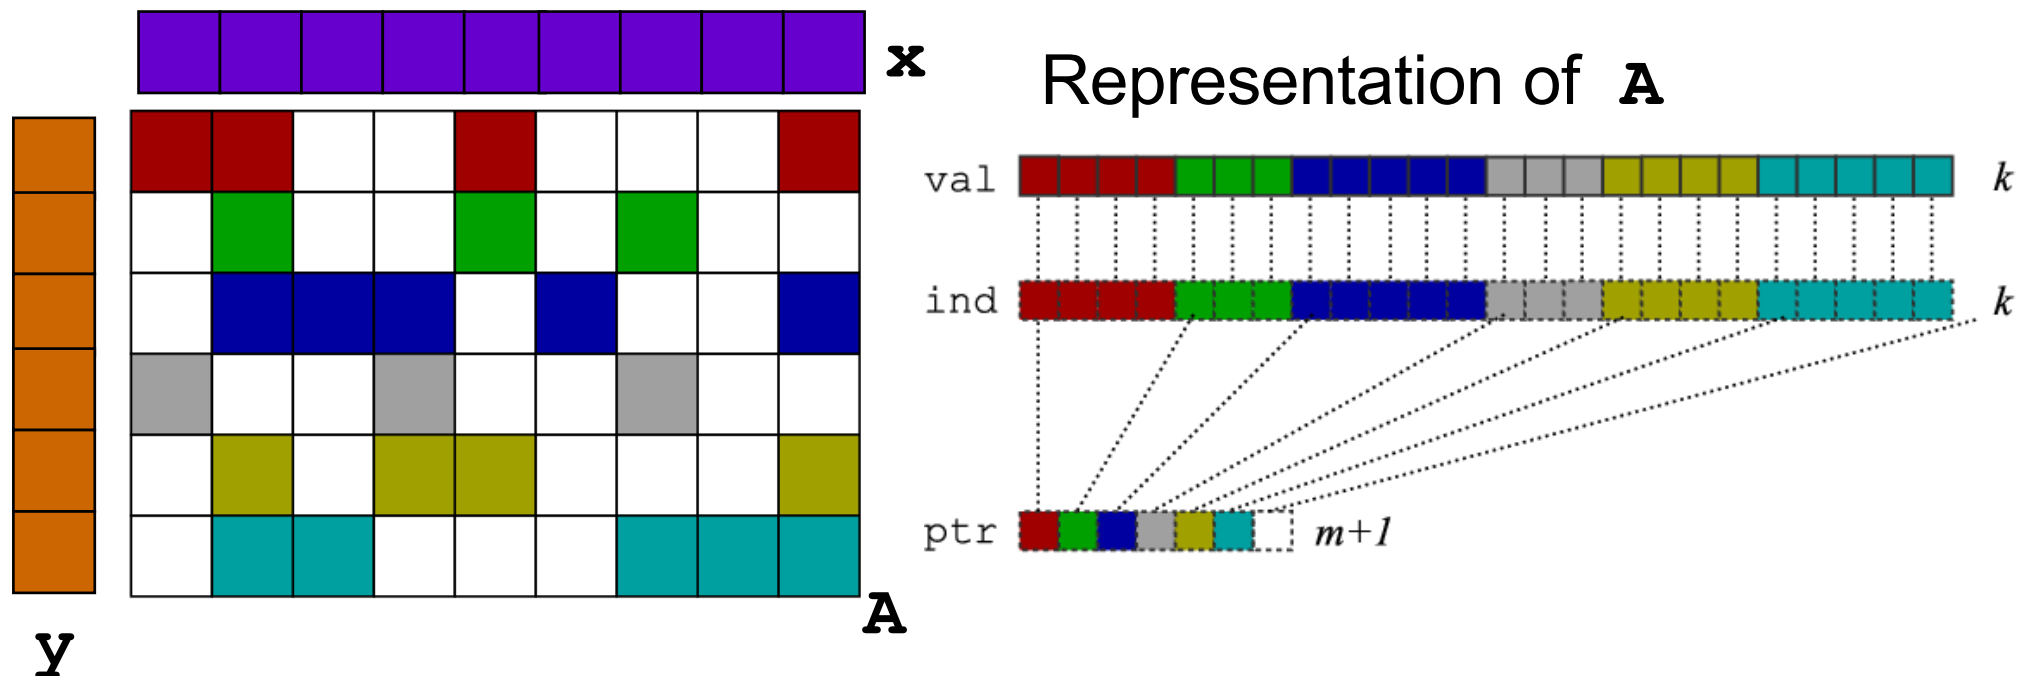 x
Representation of A
val k
ind k
ptr m+1
A
y